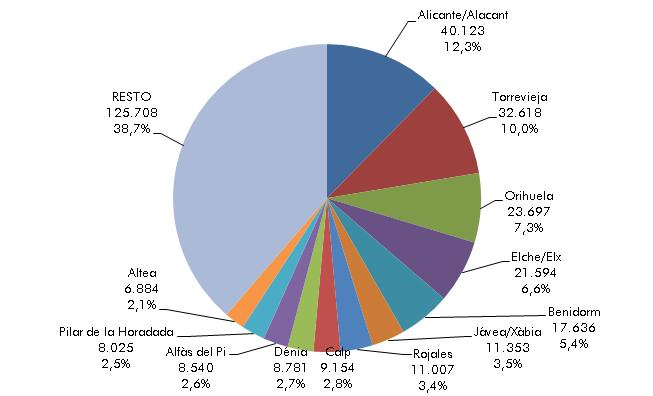 Alicante/Alacant
40.123
12,3%
Torrevieja
32.618
10,0%
Orihuela
23.697
7,3%
Elche/Elx
21.594
6,6%
Benidorm
17.636
5,4%
Jávea/Xàbia
11.353
3,5%
Rojales
11.007
3,4%
Calp
9.154
2,8%
Dénia
8.781
2,7%
Alfàs del Pi
8.540
2,6%
Pilar de la Horadada
8.025
2,5%
Altea
6.884
2,1%
RESTO
125.708
38,7%